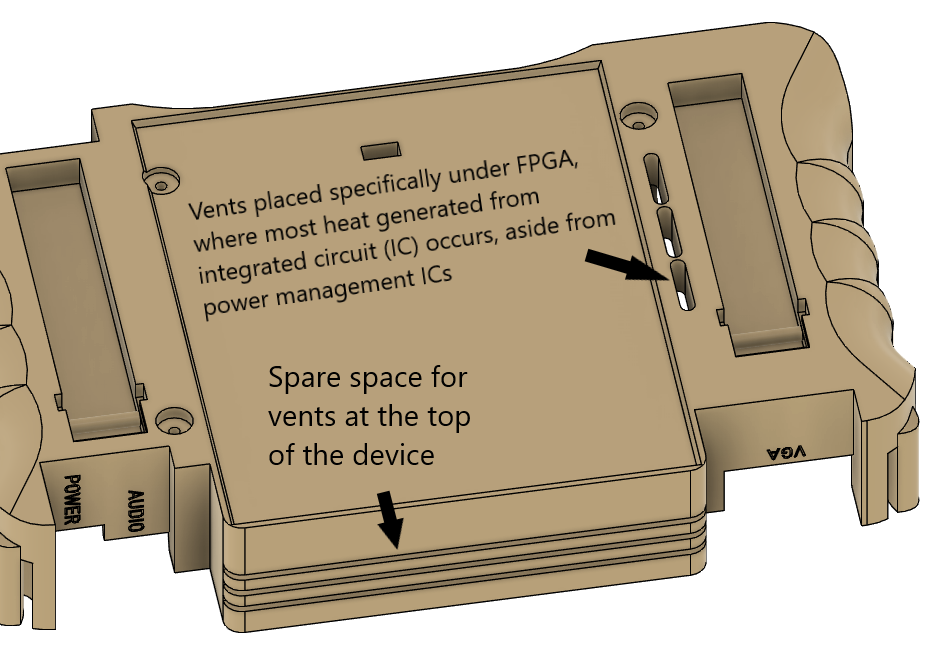 Vents placed specifically under FPGA,
where most heat generated from
integrated circuit (IC) occurs, aside from
power management ICs
Spare space for
vents at the top
of the device
VGA
POWER
AUDIO